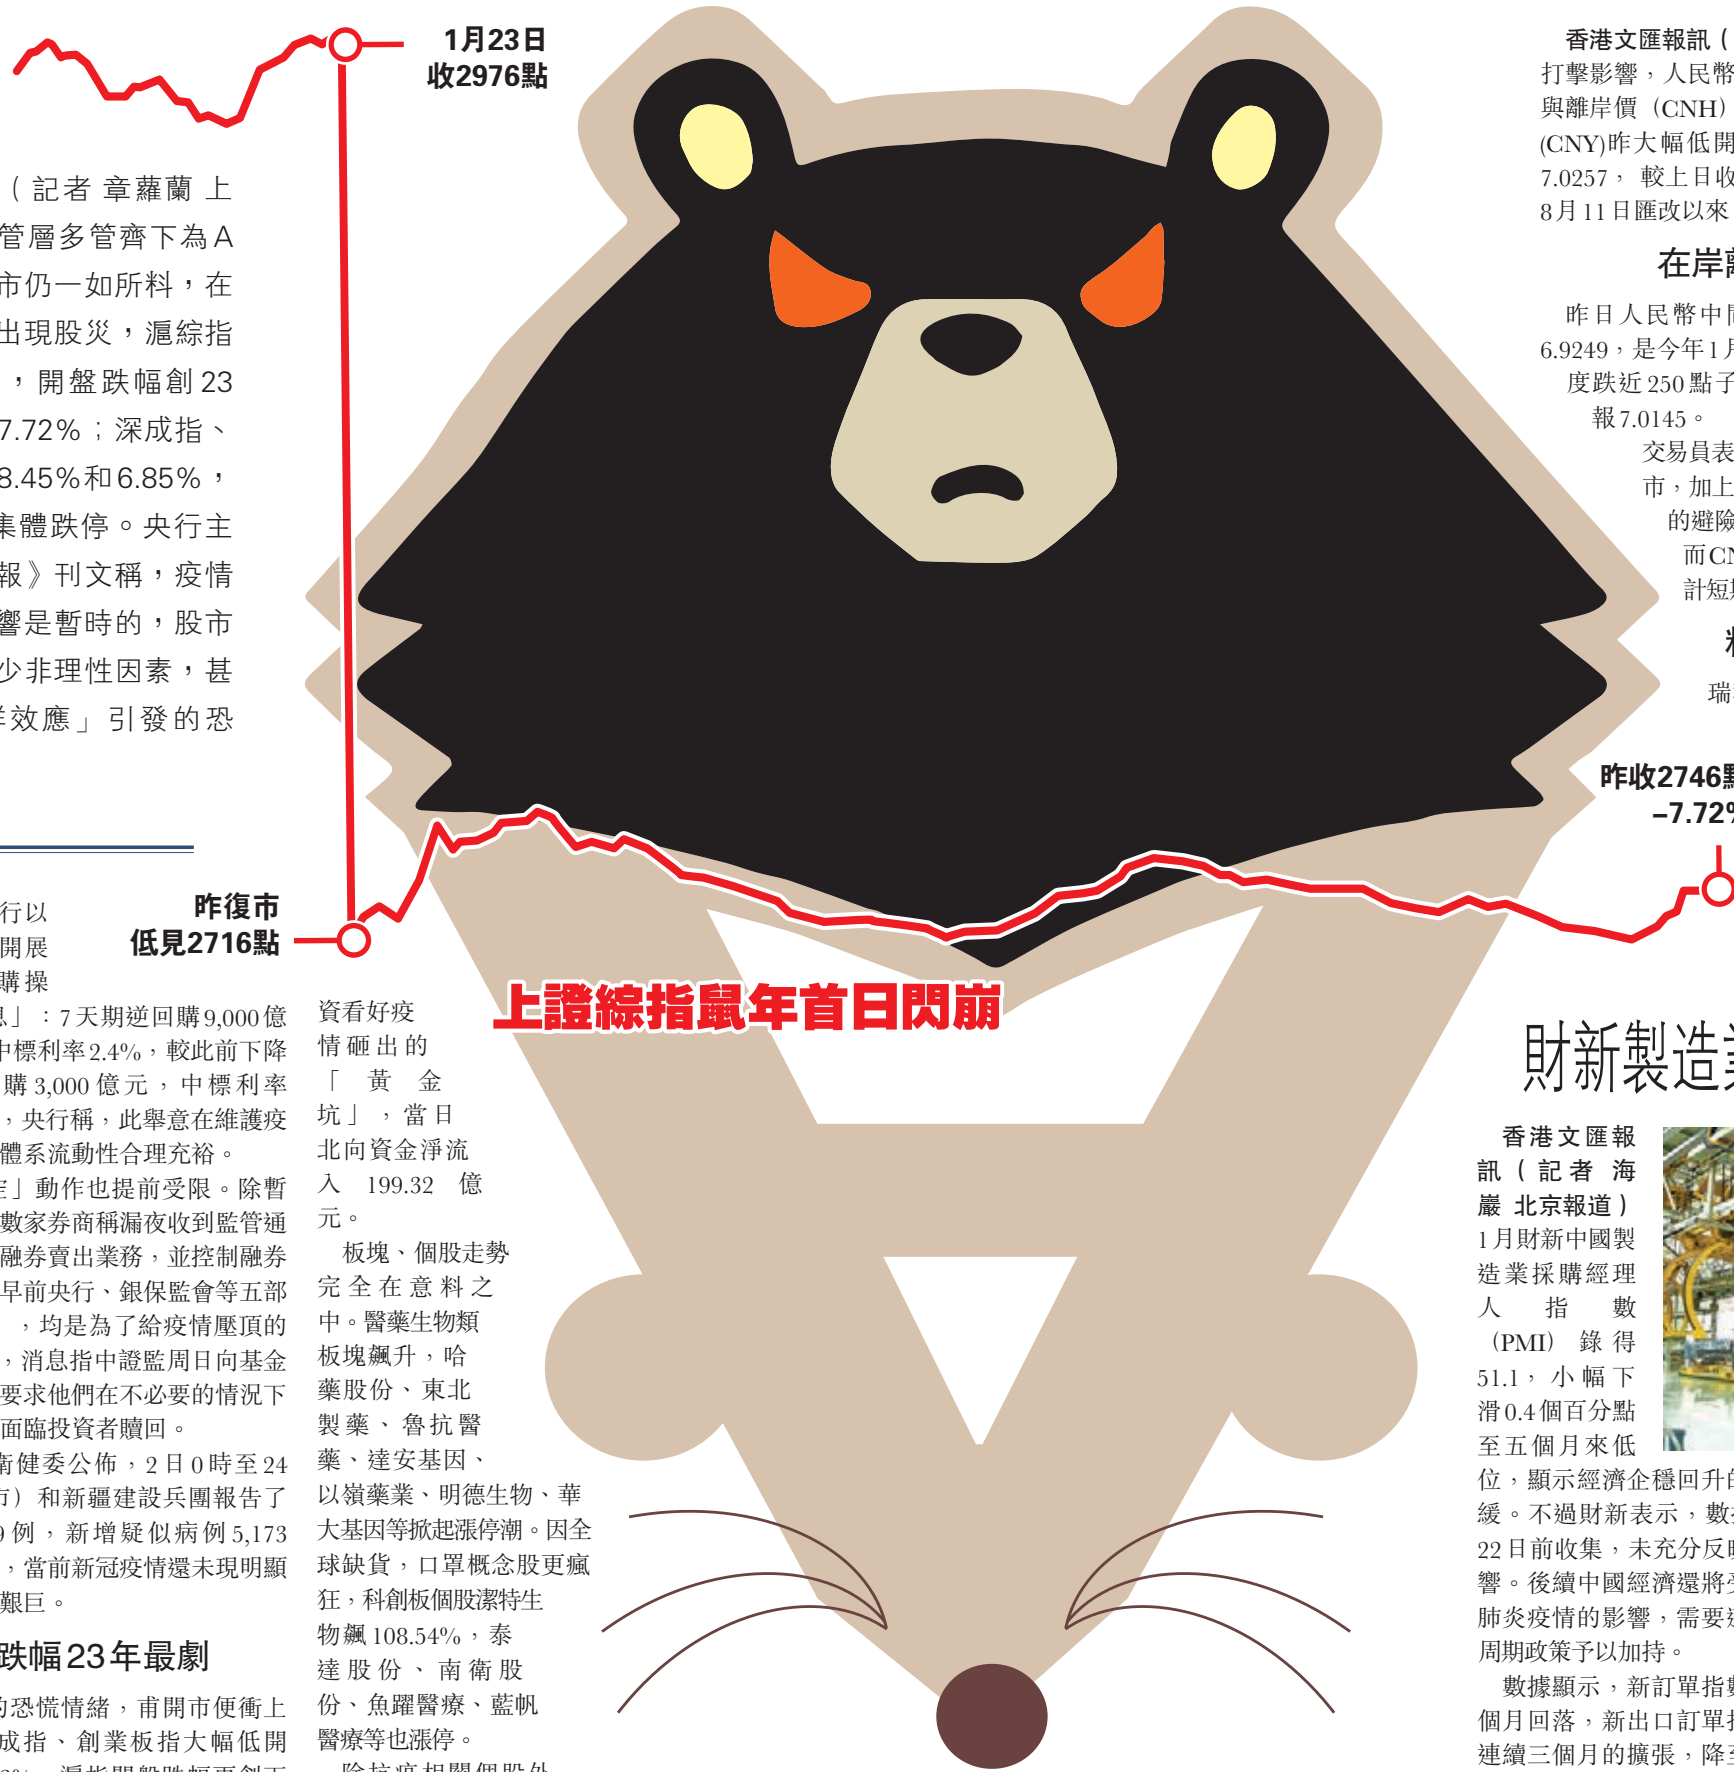 1月23日
收2976點
（記者 章蘿蘭 上
管層多管齊下為A
市仍一如所料，在
出現股災，滬綜指
，開盤跌幅創23
7.72%；深成指、
8.45%和6.85%，
集體跌停。央行主
報》刊文稱，疫情
響是暫時的，股市
少非理性因素，甚
羊效應」引發的恐
昨復市
低見2716點
行以
開展
購操
息」：7天期逆回購9,000億
中標利率2.4%，較此前下降
購3,000億元，中標利率
，央行稱，此舉意在維護疫
體系流動性合理充裕。
」動作也提前受限。除暫
數家券商稱漏夜收到監管通
融券賣出業務，並控制融券
早前央行、銀保監會等五部
，均是為了給疫情壓頂的
，消息指中證監周日向基金
要求他們在不必要的情況下
面臨投資者贖回。
衛健委公佈，2日0時至24
市）和新疆建設兵團報告了
9例，新增疑似病例5,173
，當前新冠疫情還未現明顯
艱巨。
跌幅23年最劇
的恐慌情緒，甫開市便衝上
成指、創業板指大幅低開
滬指開盤跌幅更創下
資看好疫
情砸出的
「黃金
坑」，當日
北向資金淨流
入199.32億
元。
板塊、個股走勢
完全在意料之
中。醫藥生物類
板塊飆升，哈
藥股份、東北
製藥、魯抗醫
藥、達安基因、
以嶺藥業、明德生物、華
大基因等掀起漲停潮。因全
球缺貨，口罩概念股更瘋
狂，科創板個股潔特生
物飆108.54%，泰
達股份、南衛股
份、魚躍醫療、藍帆
醫療等也漲停。
除抗疫相關個股外
上證綜指鼠年首日閃崩
香港文匯報訊（
打擊影響，人民幣
與離岸價（CNH）
(CNY)昨大幅低開
7.0257，較上日收
8月11日匯改以來
在岸離
昨日人民幣中間
6.9249，是今年1月
度跌近250點子
報7.0145。
交易員表
市，加上
的避險
而CN
計短期
瑞
昨收2746點
−7.72%
財新製造業
香港文匯報
訊（記者 海
巖 北京報道）
1月財新中國製
造業採購經理
人指數
（PMI）錄得
51.1，小幅下
滑0.4個百分點
至五個月來低
位，顯示經濟企穩回升的
緩。不過財新表示，數據
22日前收集，未充分反映
響。後續中國經濟還將受
肺炎疫情的影響，需要逆
周期政策予以加持。
數據顯示，新訂單指數
個月回落，新出口訂單指
連續三個月的擴張，降至